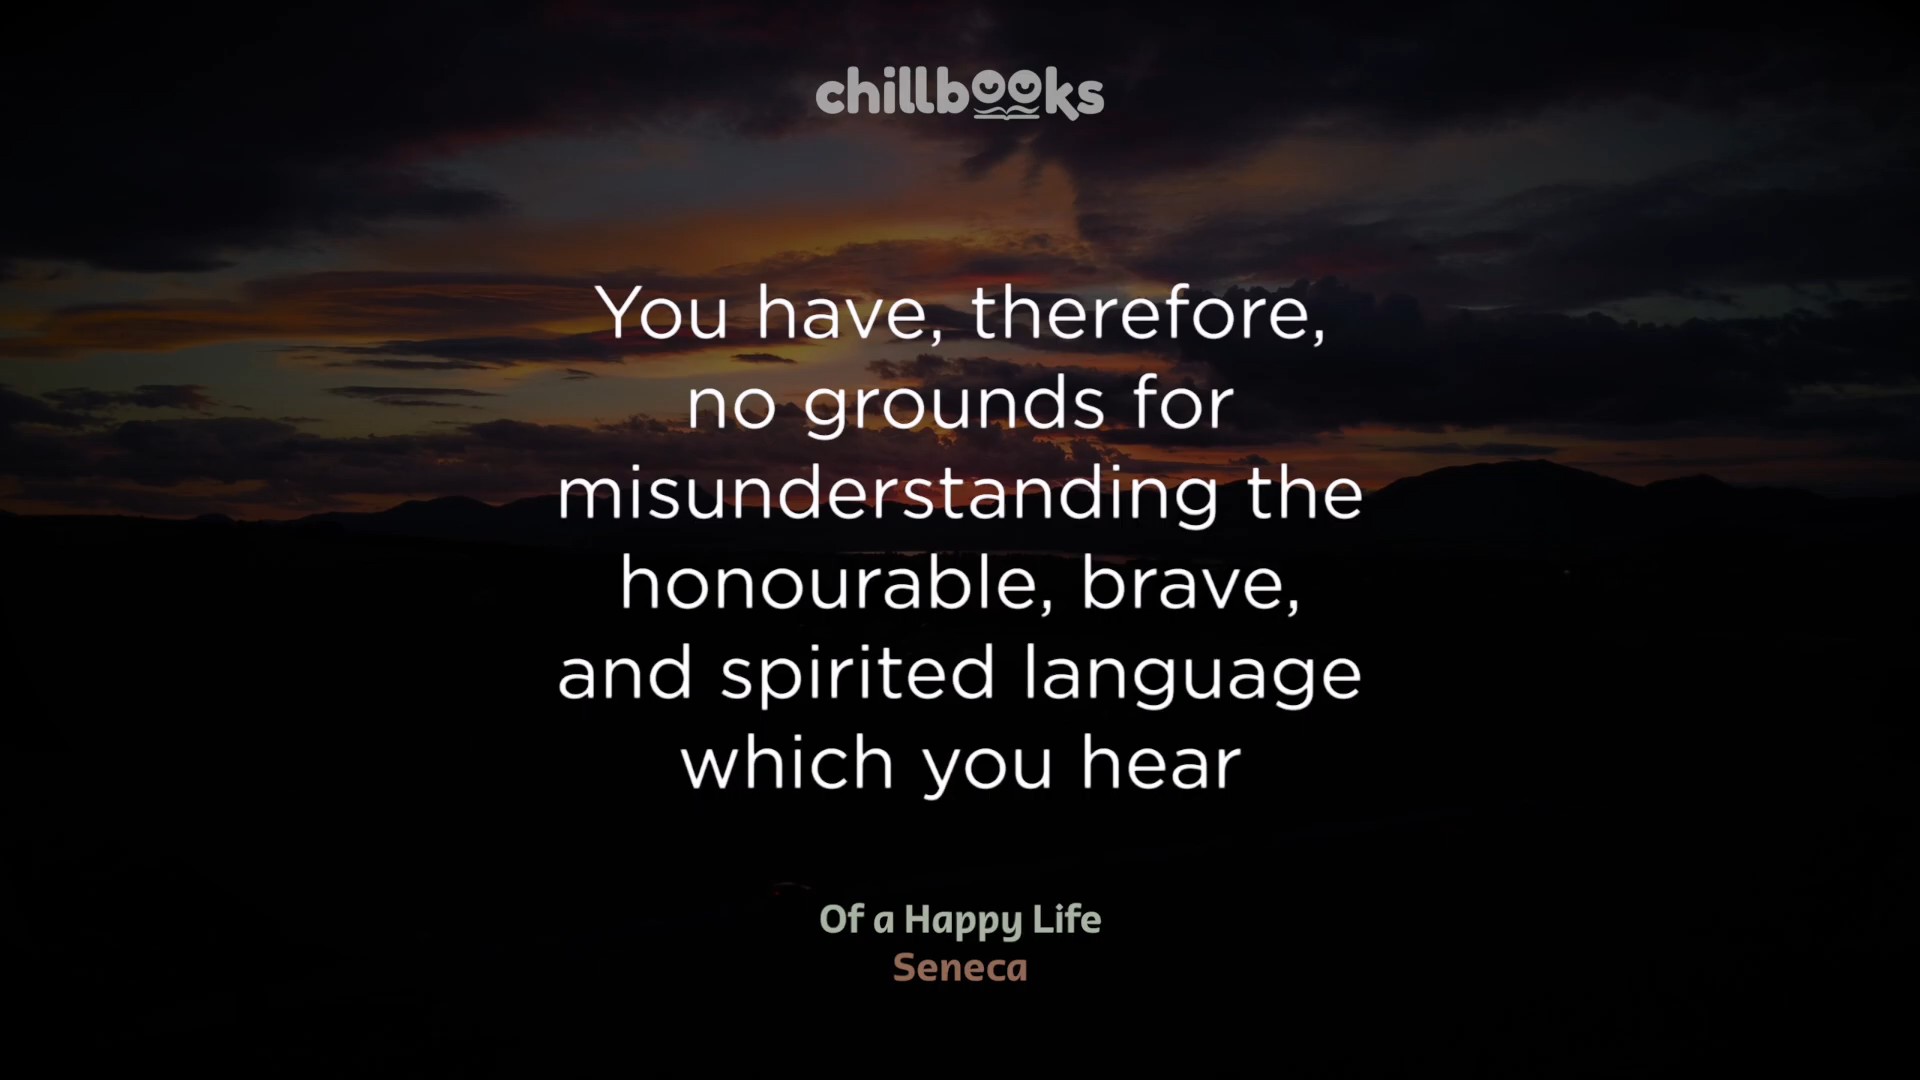 chillbooks
You have, therefore,
no grounds for
misunderstanding the
honourable, brave,
and spirited language
which you hear
Of a Happy Life
Seneca